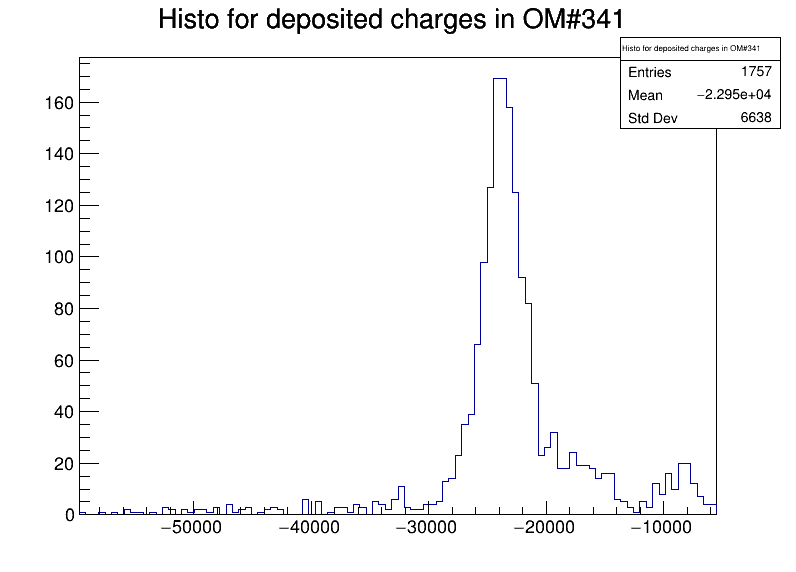 Histo for deposited charges in OM#341
Histo for deposited charges in OM#341
Entries 1757
Mean −2.295e+04
Std Dev 6638
160
140
120
100
80
60
40
20
0
−50000 −40000 −30000 −20000 −10000